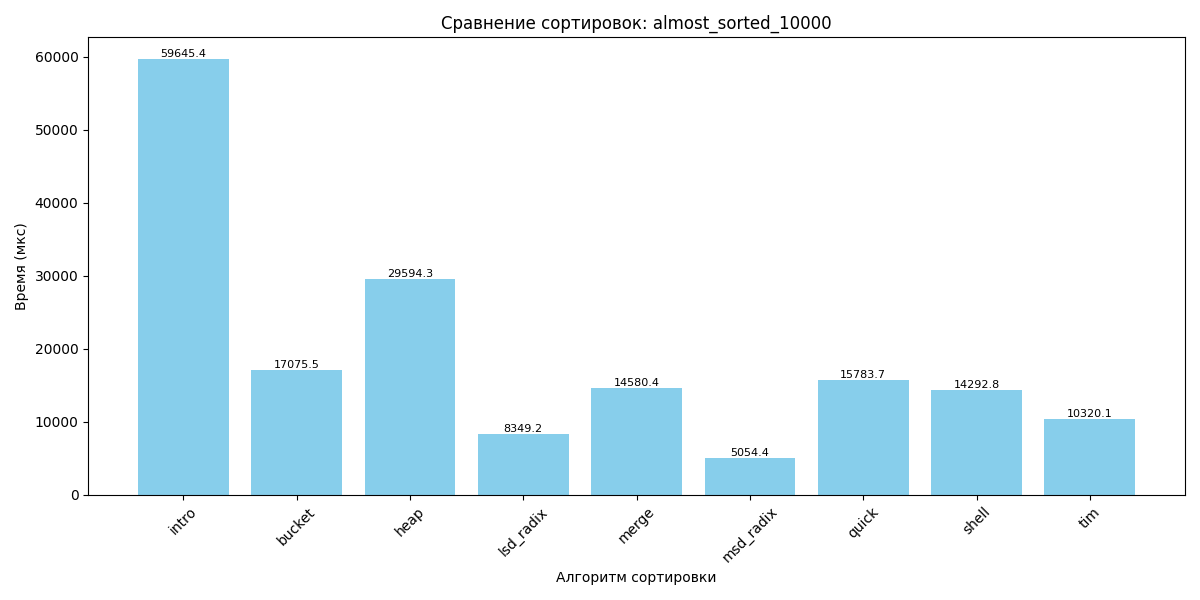 Сравнение сортировок: almost_sorted_10000
Время (мкс)
60000
50000
40000
30000
20000
10000
0
59645.4
17075.5
29594.3
8349.2
14580.4
5054.4
15783.7
14292.8
10320.1
intro
bucket
heap
lsd_radix
merge
msd_radix
quick
shell
tim
Алгоритм сортировки